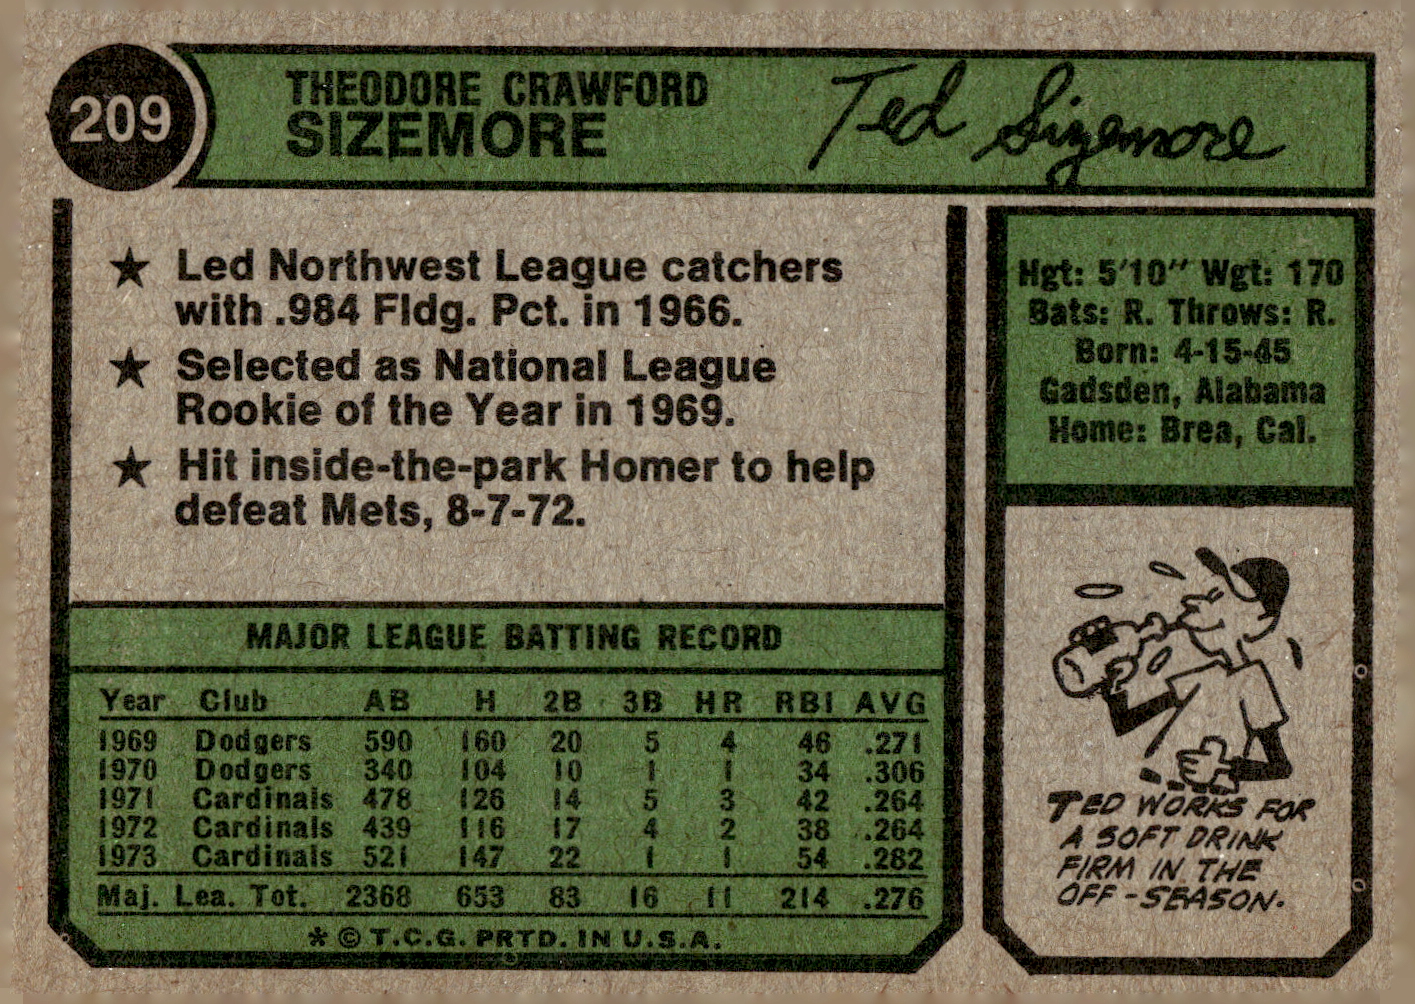 209
THEODORE CRAWFORD
SIZEMORE
Ted Sizemore
★ Led Northwest League catchers
with .984 Fldg. Pct. in 1966.
★ Selected as National League
Rookie of the Year in 1969.
★ Hit inside-the-park Homer to help
defeat Mets, 8-7-72.
Hgt: 5'10" Wgt: 170
Bats: R. Throws: R.
Born: 4-15-45
Gadsden, Alabama
Home: Brea, Cal.
MAJOR LEAGUE BATTING RECORD
Year Club AB H 2B 3B HR RBI AVG
1969 Dodgers 590 160 20 5 4 46 .271
1970 Dodgers 340 104 10 1 1 34 .306
1971 Cardinals 478 126 14 5 3 42 .264
1972 Cardinals 439 116 17 4 2 38 .264
1973 Cardinals 521 147 22 1 1 54 .282
Maj. Lea. Tot. 2368 653 83 16 11 214 .276
* © T.C.G. PRTD. IN U.S.A.
TED WORKS FOR
A SOFT DRINK
FIRM IN THE
OFF-SEASON.